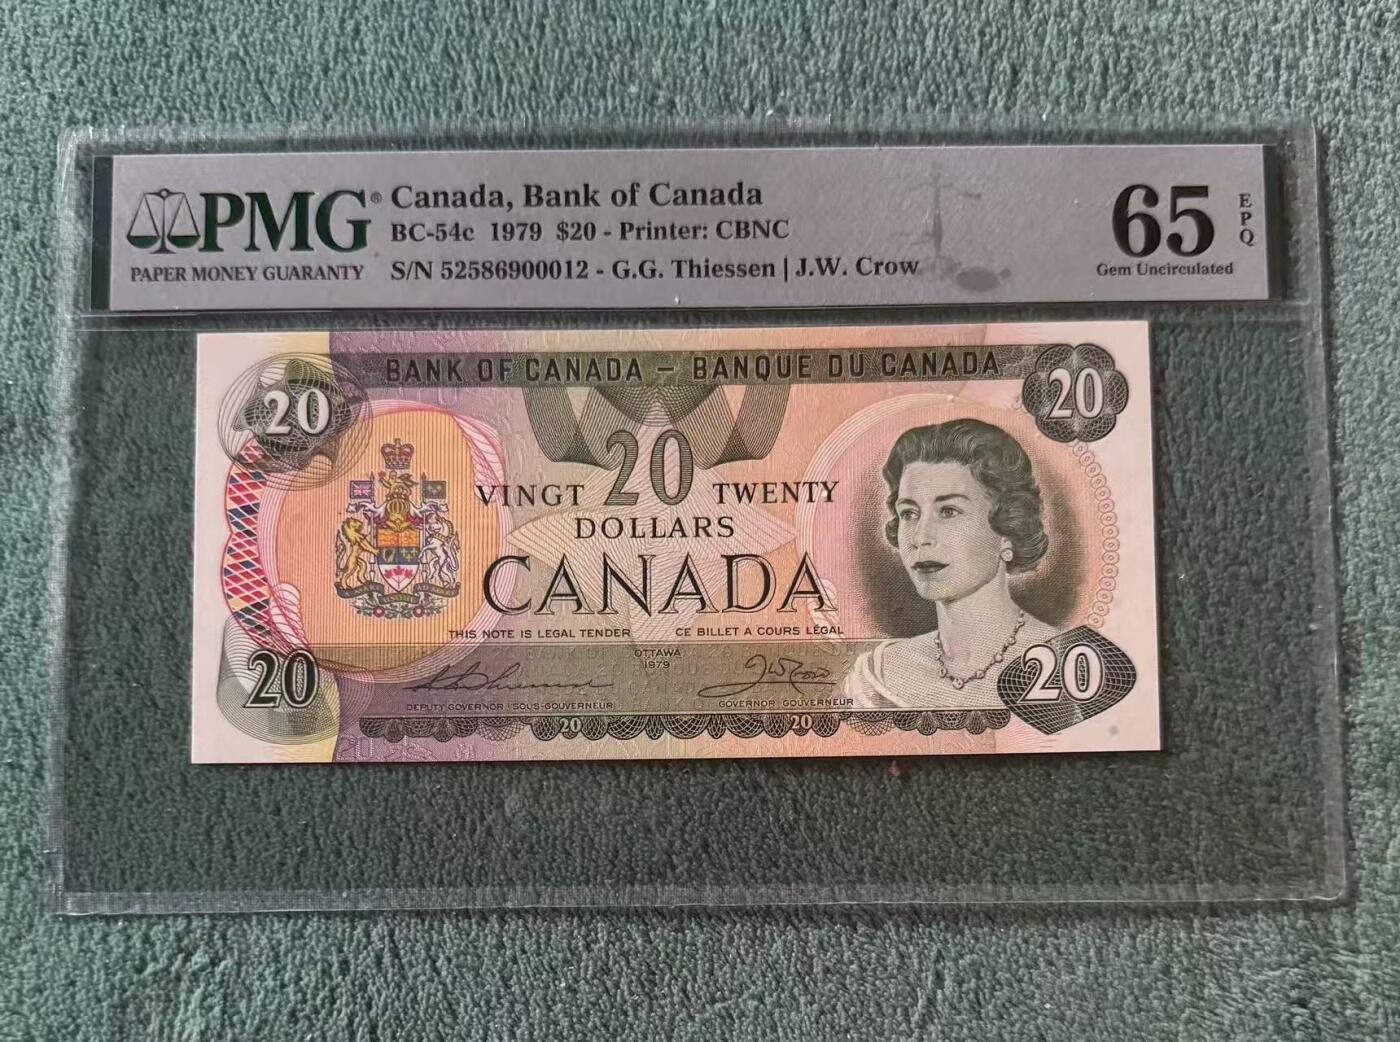 PMG®
PAPER MONEY GUARANTY
Canada, Bank of Canada
BC-54c 1979 $20 - Printer: CBNC
S/N 52586900012 - G.G. Thiessen | J.W. Crow
65
EPQ
Gem Uncirculated
BANK OF CANADA – BANQUE DU CANADA
20
20
20
VINGT
TWENTY
DOLLARS
CANADA
THIS NOTE IS LEGAL TENDER
CE BILLET A COURS LÉGAL
OTTAWA
1979
DEPUTY GOVERNOR SOUS-GOUVERNEUR
GOVERNOR GOUVERNEUR
20
20
20
20